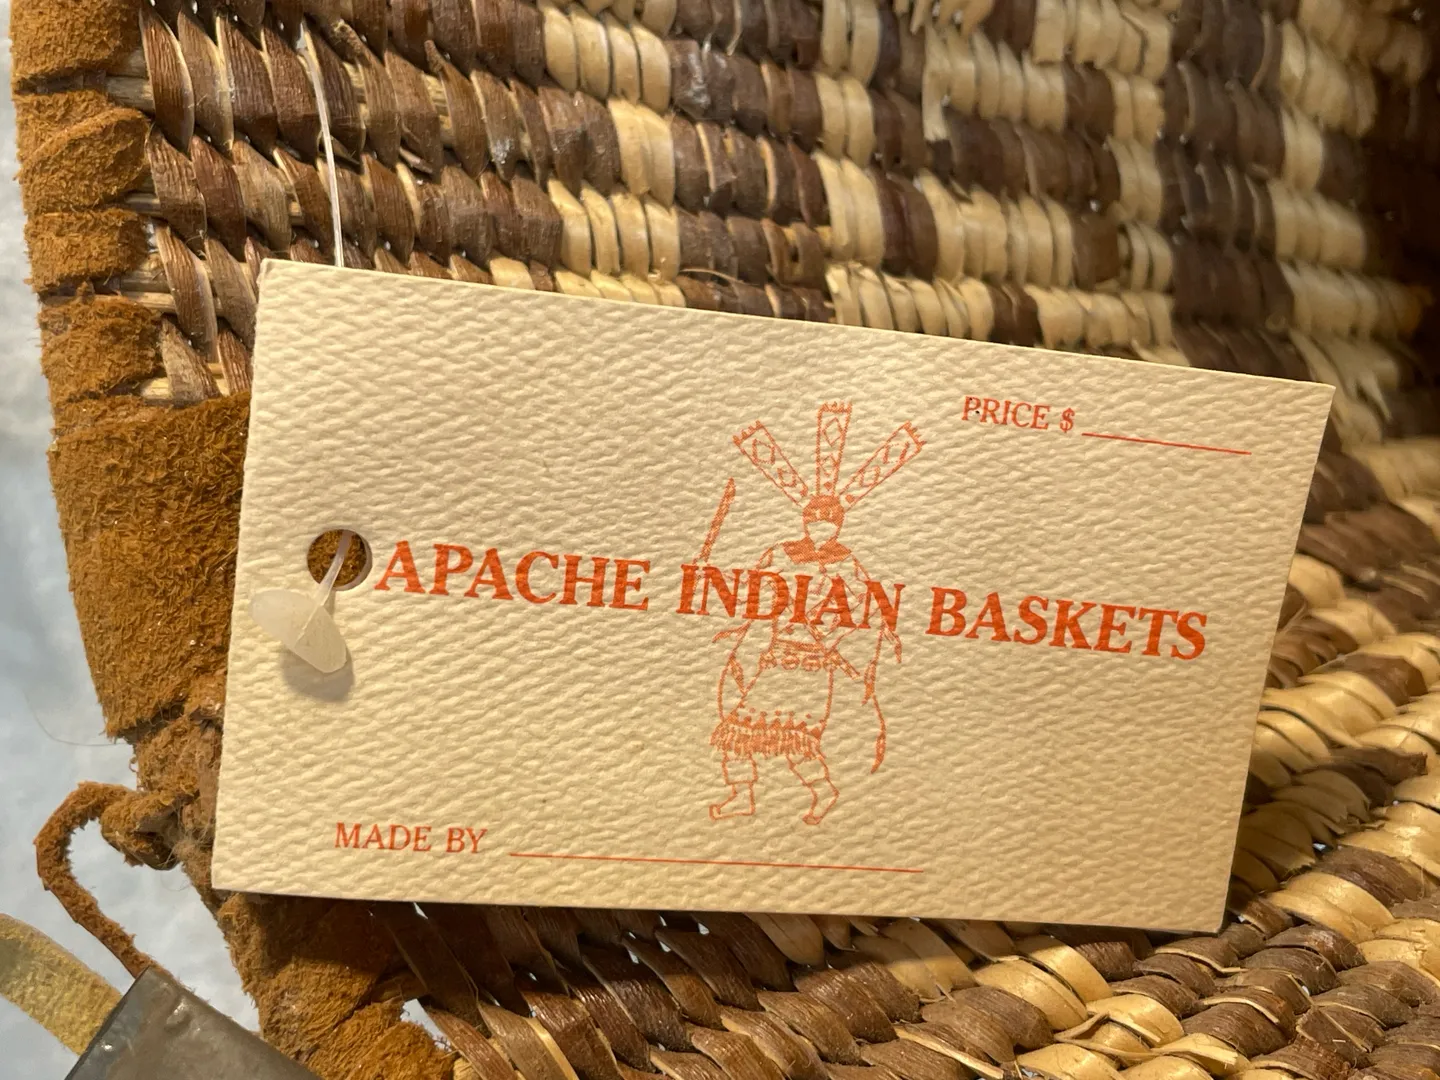 PRICE $
APACHE INDIAN BASKETS
MADE BY